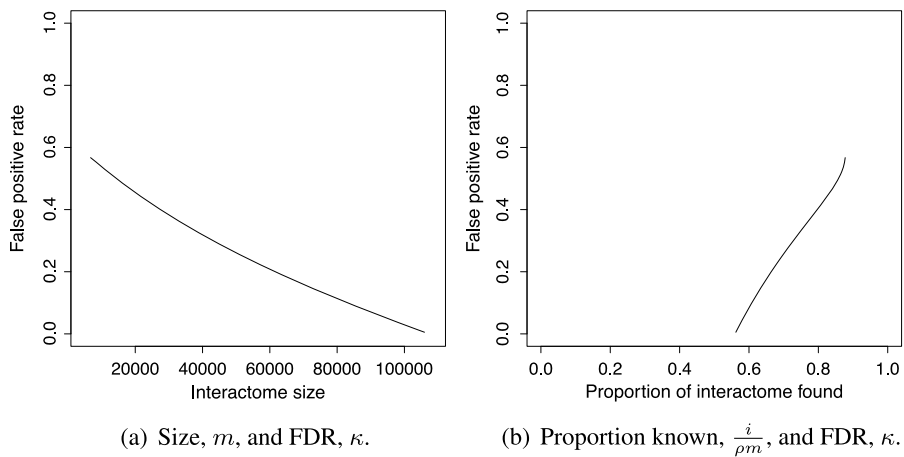 1.0
0.8
0.6
0.4
0.2
0.0
False positive rate
20000 40000 60000 80000 100000
Interactome size
(a) Size, m, and FDR, κ.
1.0
0.8
0.6
0.4
0.2
0.0
False positive rate
0.0 0.2 0.4 0.6 0.8 1.0
Proportion of interactome found
(b) Proportion known, i/ρm, and FDR, κ.